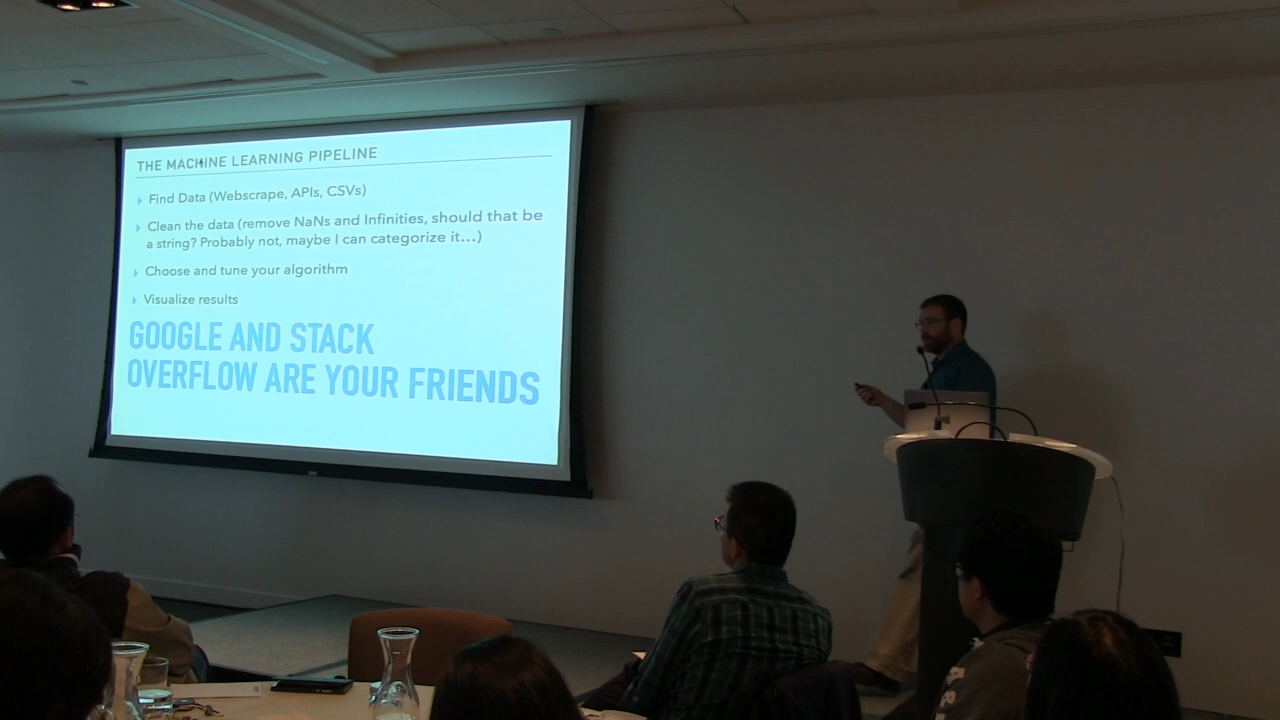 THE MACHINE LEARNING PIPELINE
Find Data (Webscrape, APIs, CSVs)
Clean the data (remove NaNs and Infinities, should that be
a string? Probably not, maybe I can categorize it...)
Choose and tune your algorithm
Visualize results
GOOGLE AND STACK
OVERFLOW ARE YOUR FRIENDS